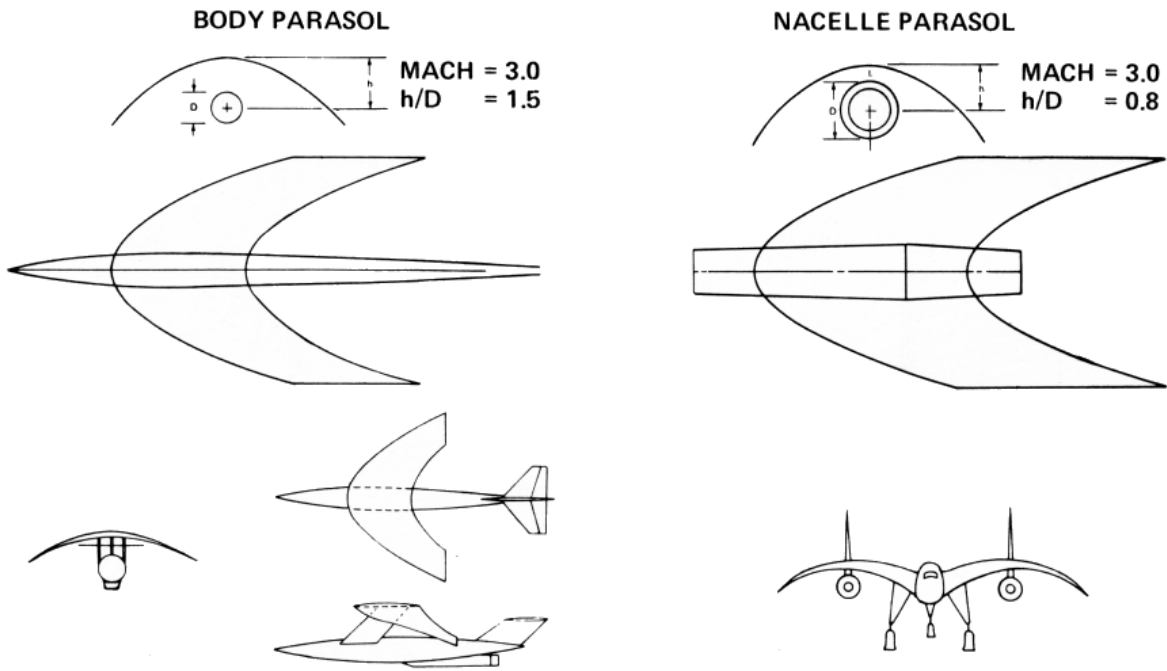 BODY PARASOL
h
D
MACH = 3.0
h/D = 1.5
NACELLE PARASOL
h
D
MACH = 3.0
h/D = 0.8